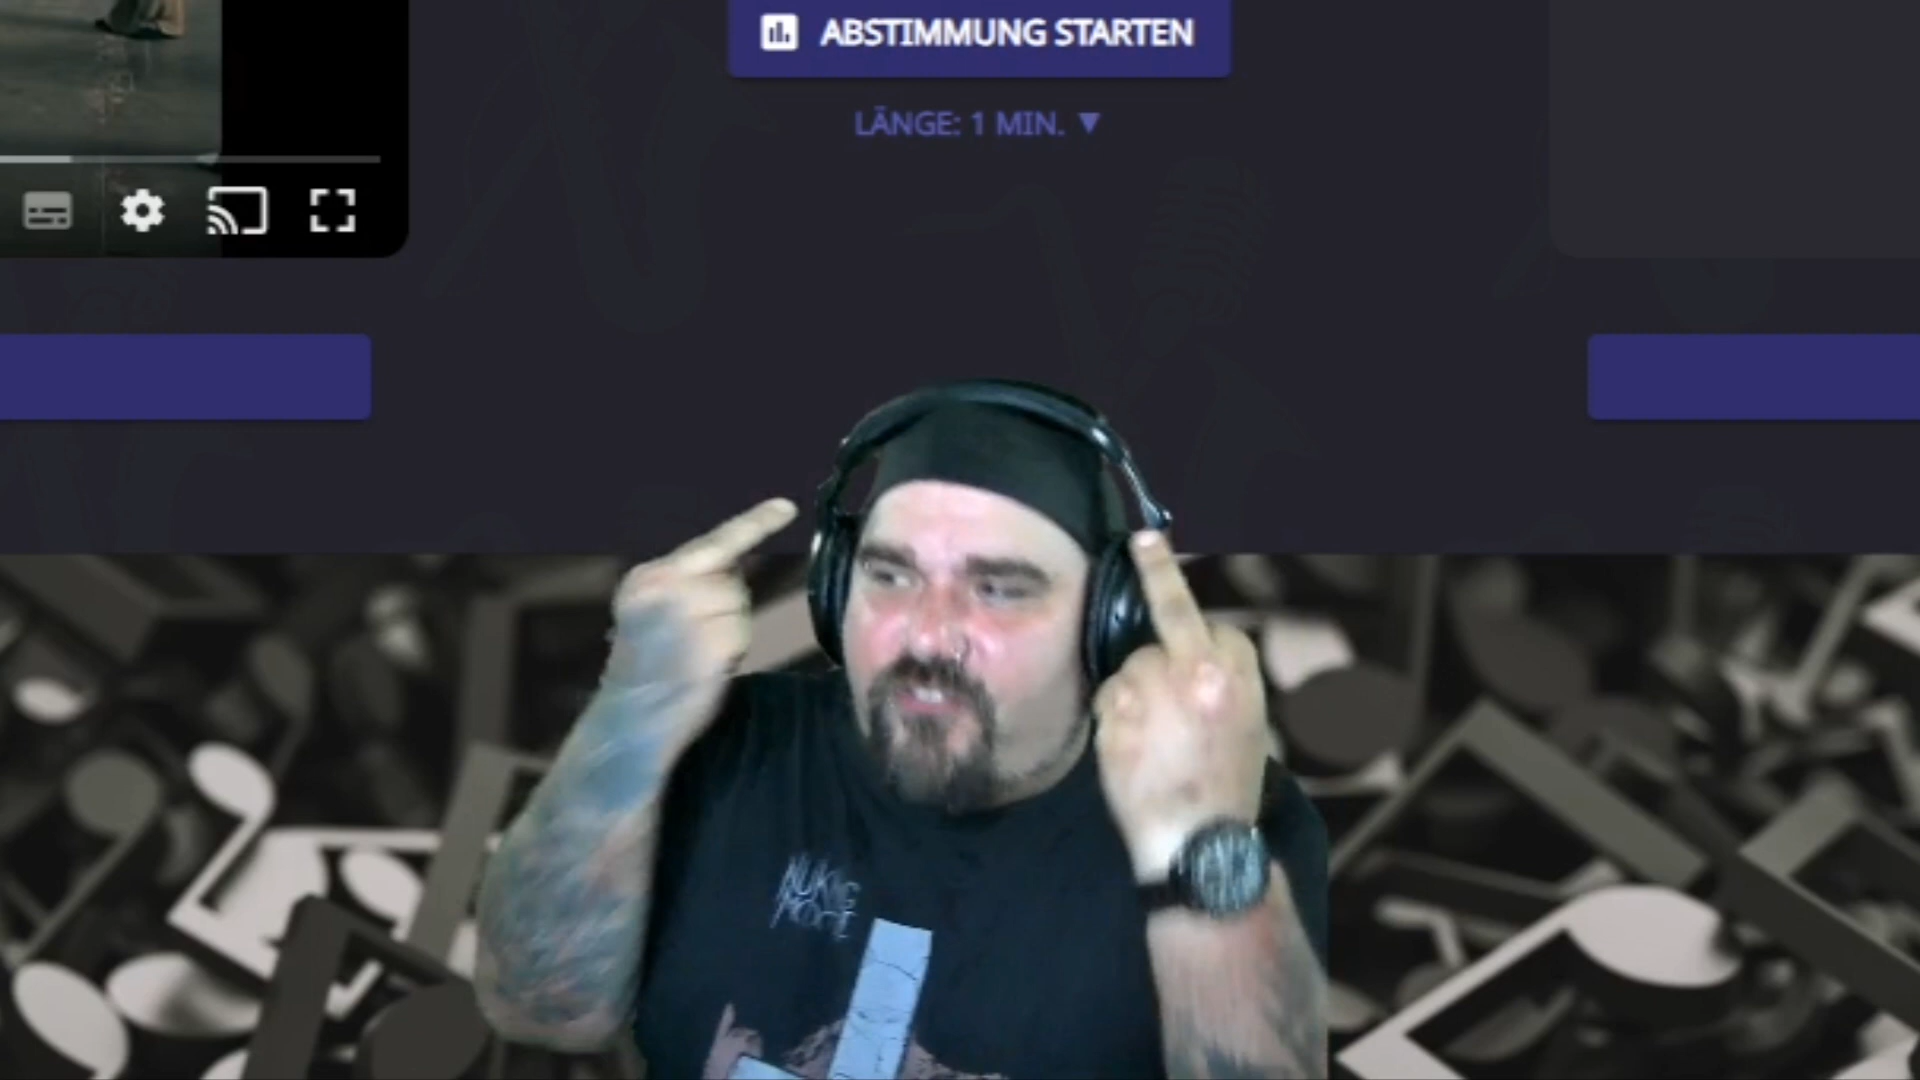 ABSTIMMUNG STARTEN
LÄNGE: 1 MIN. ▼